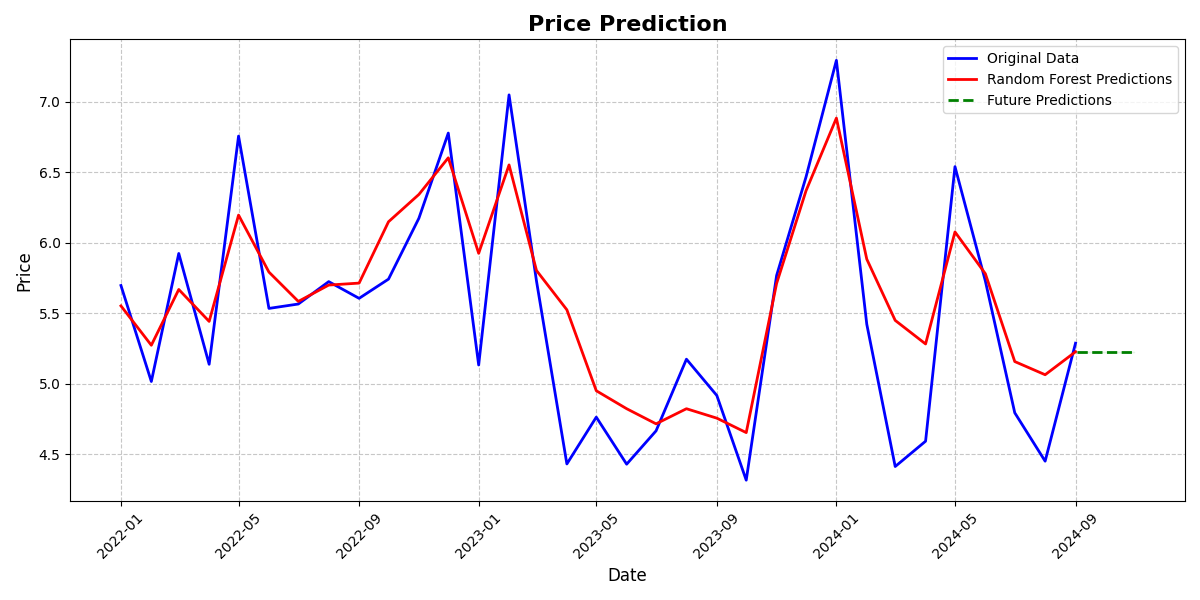 Price Prediction
Original Data
Random Forest Predictions
Future Predictions
Price
7.0
6.5
6.0
5.5
5.0
4.5
2022-01
2022-05
2022-09
2023-01
2023-05
2023-09
2024-01
2024-05
2024-09
Date